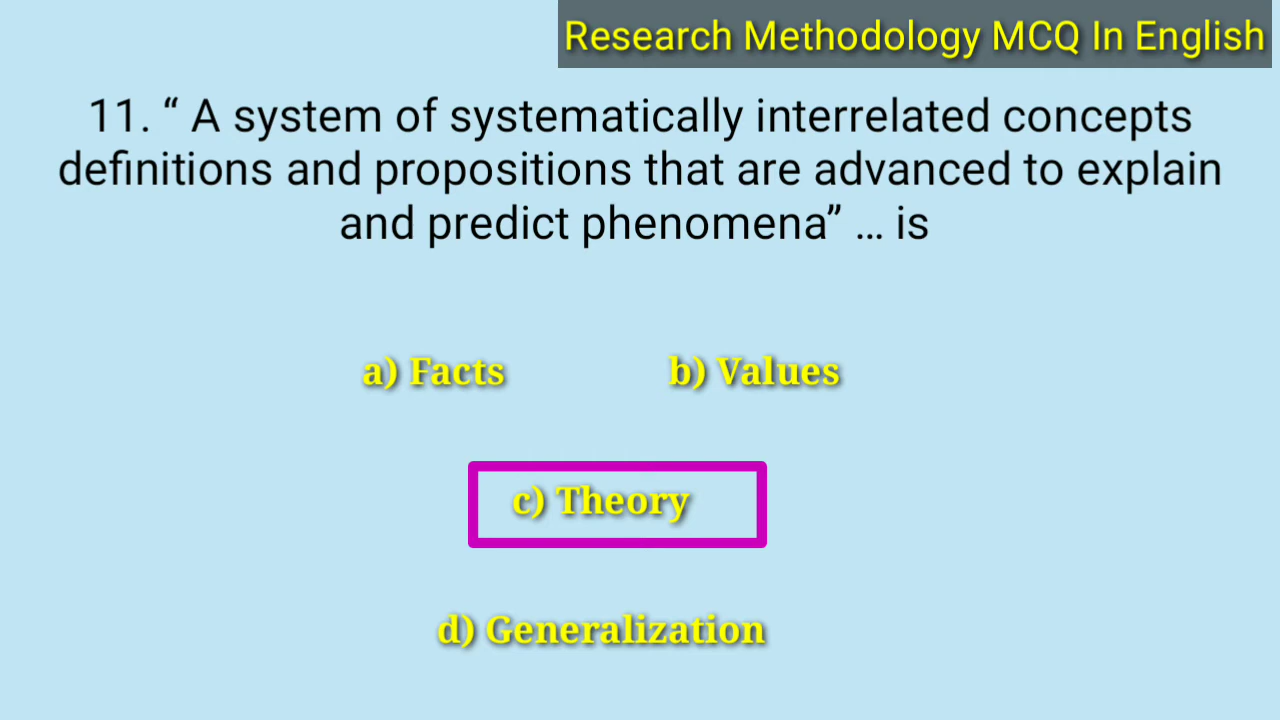 Research Methodology MCQ In English
11. “ A system of systematically interrelated concepts
definitions and propositions that are advanced to explain
and predict phenomena” ... is
a) Facts
b) Values
c) Theory
d) Generalization